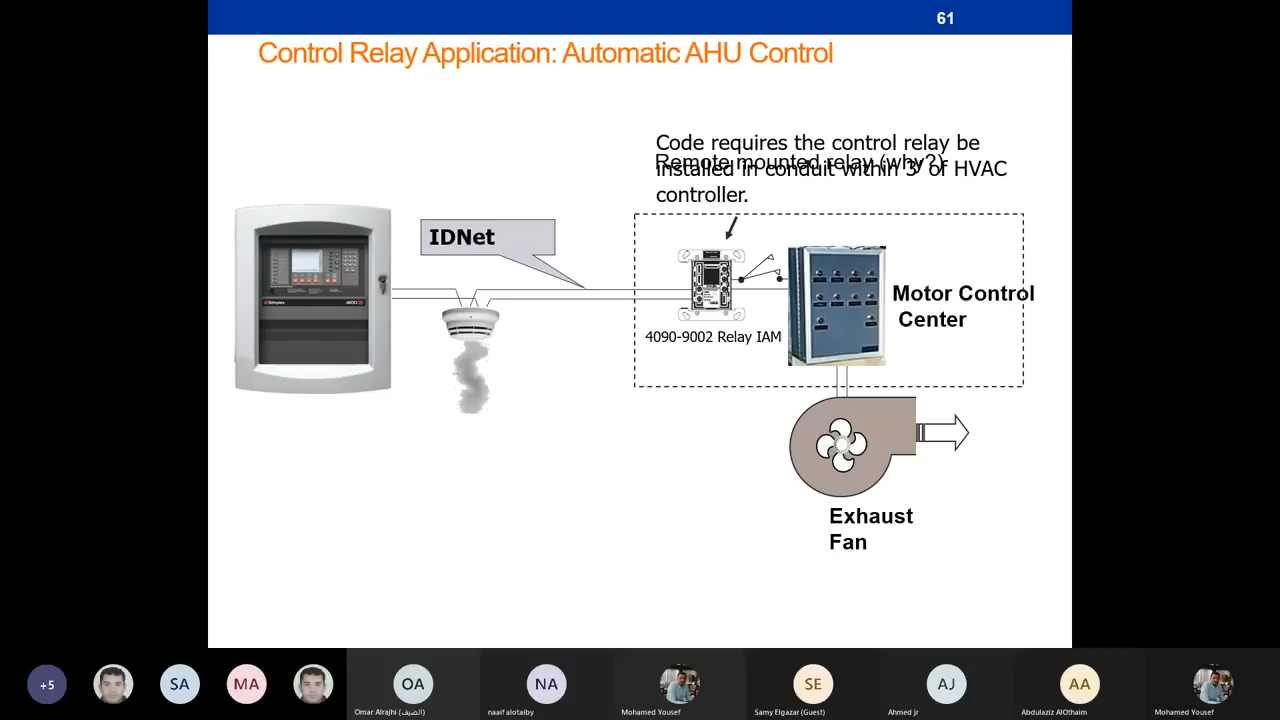 61
Control Relay Application: Automatic AHU Control
Code requires the control relay be
Remote mounted relay (why?)
installed in conduit within 3' of HVAC
controller.
IDNet
Simplex
4100
4090-9002 Relay IAM
Motor Control
Center
Exhaust
Fan
+5
SA
MA
OA
NA
SE
AJ
AA
Omar Alrajhi (الضيف)
naaif alotaiby
Mohamed Yousef
Samy Elgazar (Guest)
Ahmed jr
Abdulaziz AlOthaim
Mohamed Yousef